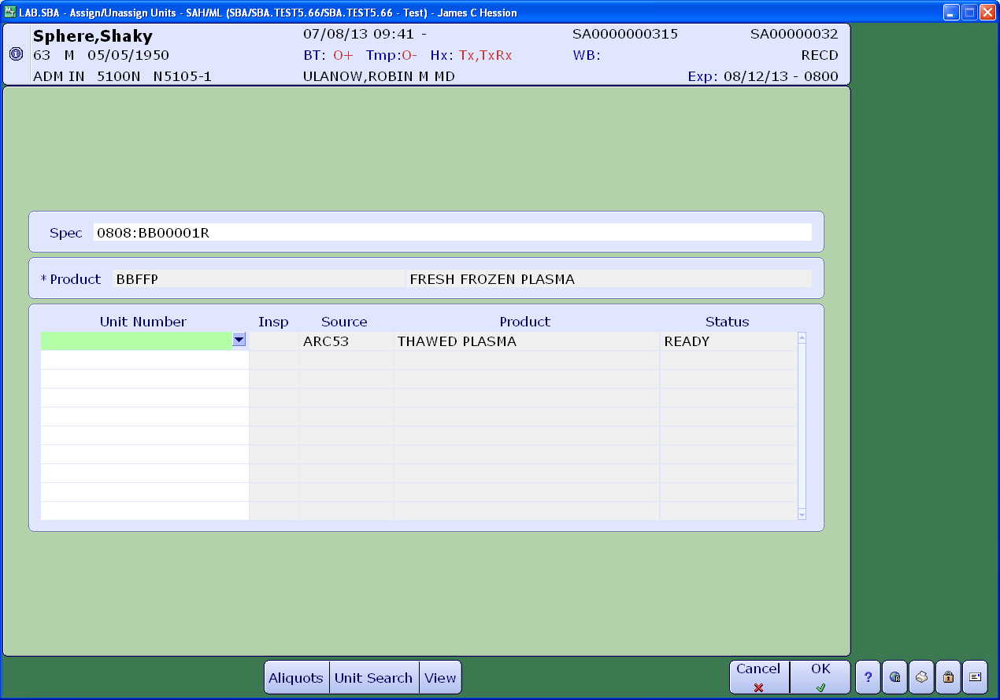 LAB.SBA - Assign/Unassign Units - SAH/ML (SBA/SBA.TEST5.66/SBA.TEST5.66 - Test) - James C Hession
Sphere,Shaky 07/08/13 09:41 - SA0000000315 SA00000032
63 M 05/05/1950 BT: O+ Tmp:O- Hx: Tx,TxRx WB: RECD
ADM IN 5100N N5105-1 ULANOW,ROBIN M MD Exp: 08/12/13 - 0800
Spec 0808:BB00001R
*Product BBFFP FRESH FROZEN PLASMA
Unit Number Insp Source Product Status
ARC53 THAWED PLASMA READY
Aliquots Unit Search View Cancel OK ?